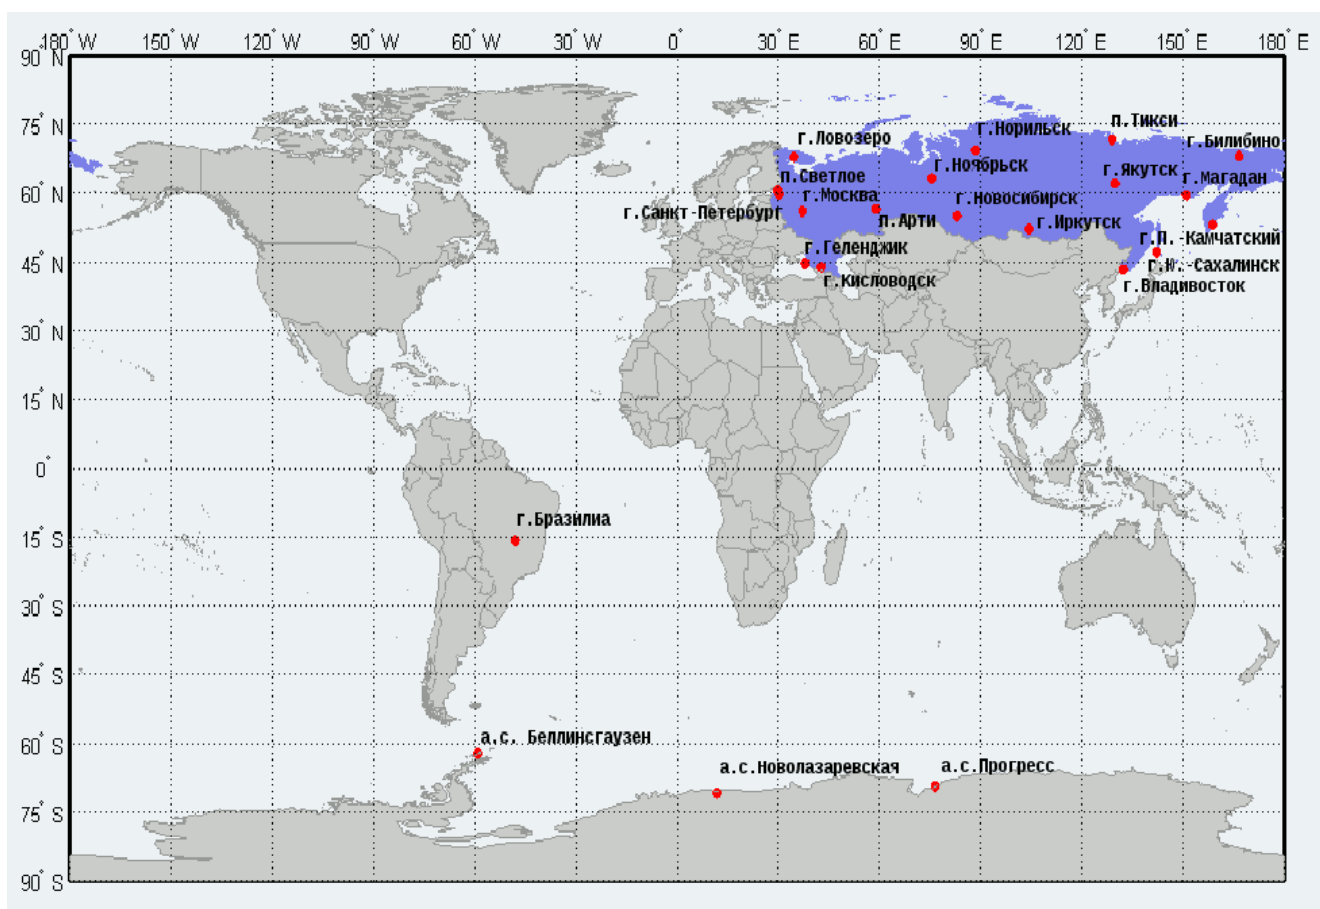 180° W 150° W 120° W 90° W 60° W 30° W 0° 30° E 60° E 90° E 120° E 150° E 180° E
90° N
75° N
60° N
45° N
30° N
15° N
0°
15° S
30° S
45° S
60° S
75° S
90° S
п.Тикси
г.Норильск
г.Ловозеро
г.Билибино
г.Ноябрьск
г.Якутск
п.Светлое
г.Магадан
г.Москва
г.Новосибирск
г.Санкт-Петербург
п.Арти
г.Иркутск
г.П.-Камчатский
г.Геленджик
г.Ю.-Сахалинск
г.Кисловодск
г.Владивосток
г.Бразилиа
а.с. Беллинсгаузен
а.с.Новолазаревская
а.с.Прогресс